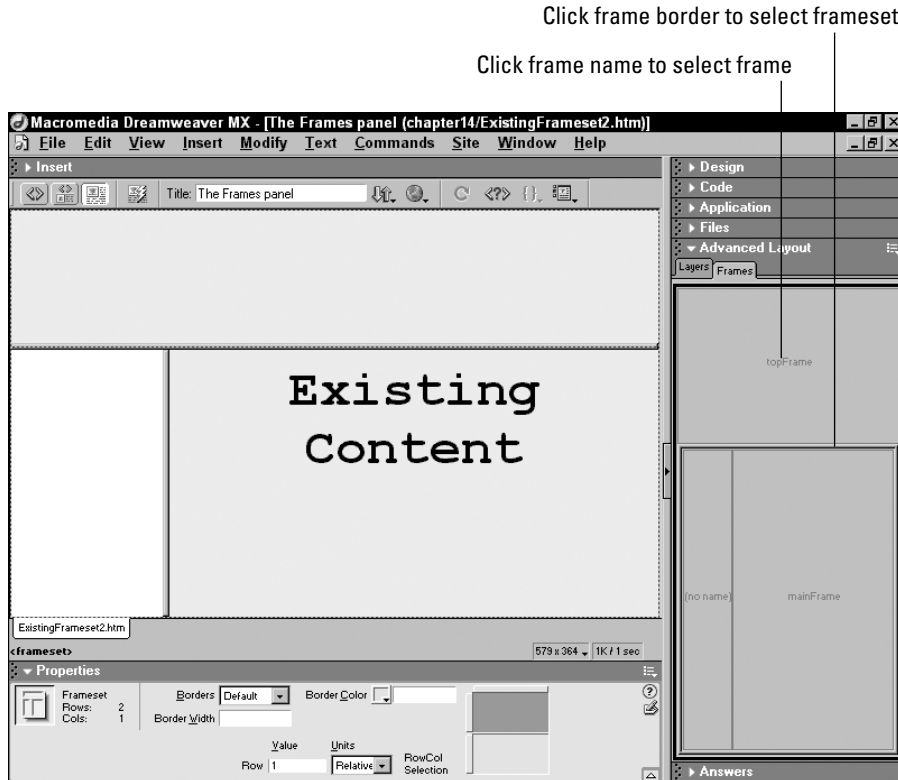 Click frame border to select frameset
Click frame name to select frame
Macromedia Dreamweaver MX - [The Frames panel (chapter14/ExistingFrameset2.htm)]
File Edit View Insert Modify Text Commands Site Window Help
Insert
Title: The Frames panel
Design
Code
Application
Files
Advanced Layout
Layers Frames
topFrame
Existing
Content
(no name) mainFrame
ExistingFrameset2.htm
<frameset> 579 x 364 1K / 1 sec
Properties
Frameset
Rows: 2
Cols: 1
Borders Default Border Color
Border Width
Value Units
Row 1 Relative
RowCol
Selection
Answers